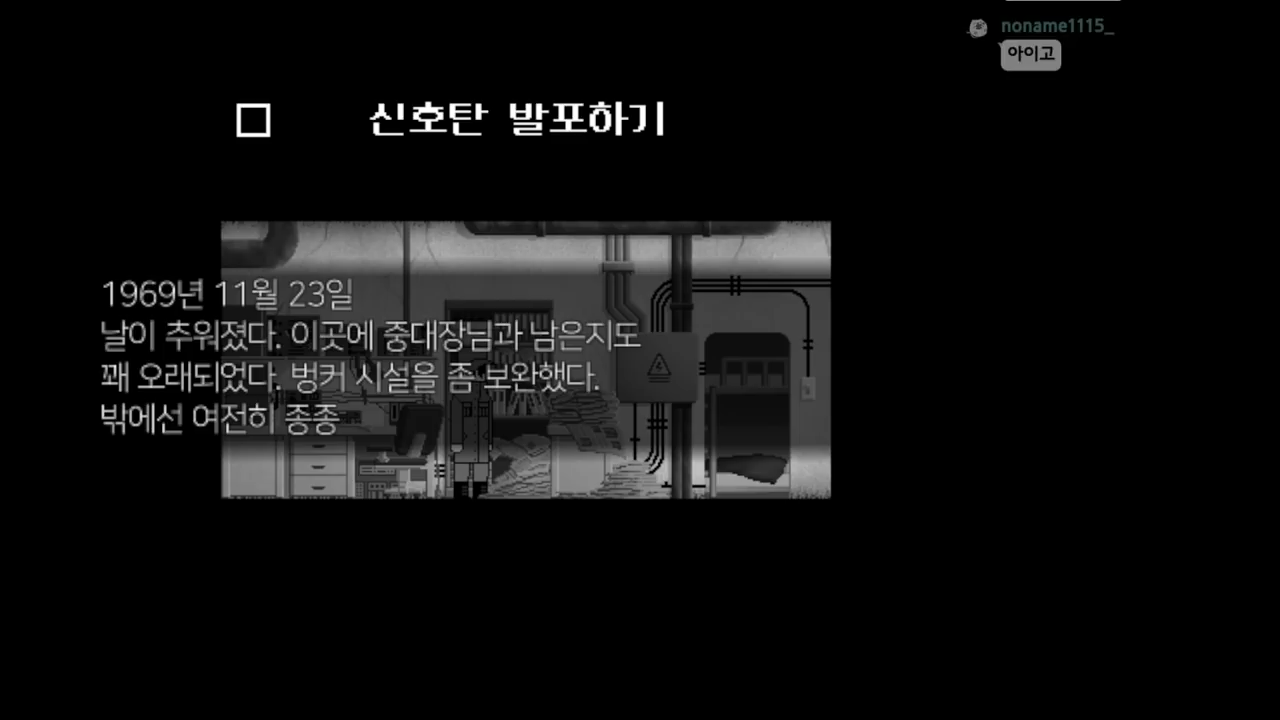 noname1115_
아이고
신호탄 발포하기
1969년 11월 23일
날이 추워졌다. 이곳에 중대장님과 남은지도
꽤 오래되었다. 벙커 시설을 좀 보완했다.
밖에선 여전히 종종